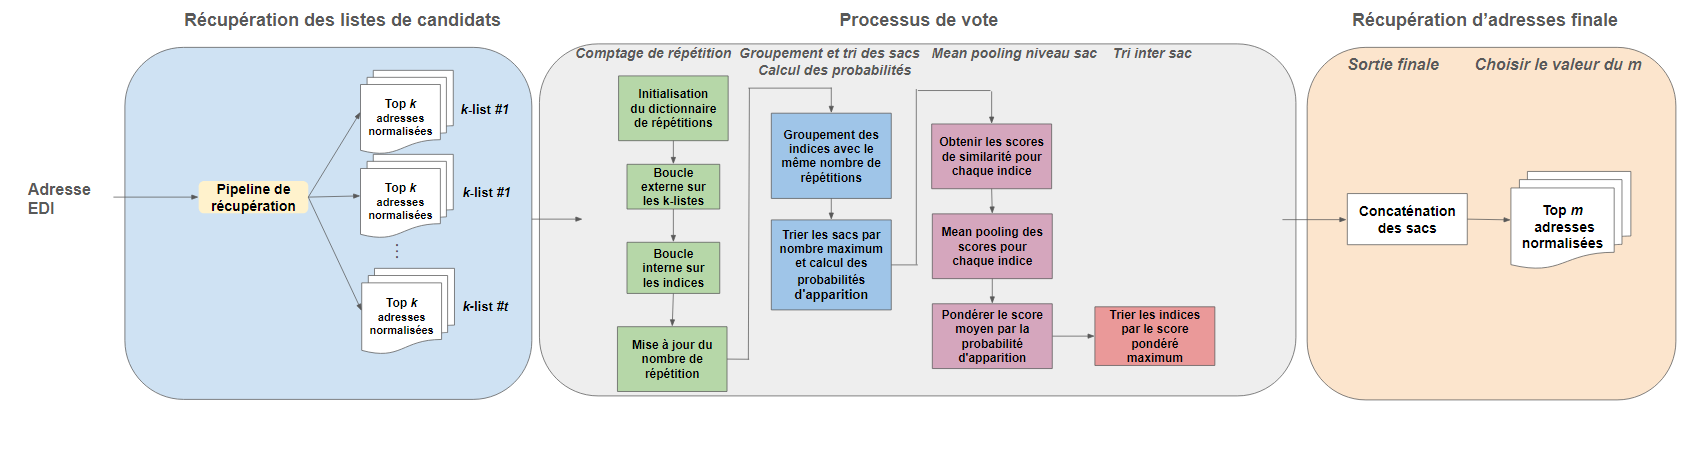 Récupération des listes de candidats
Adresse
EDI
Pipeline de
récupération
Top k
adresses
normalisées
k-list #1
Top k
adresses
normalisées
k-list #1
Top k
adresses
normalisées
k-list #t
Processus de vote
Comptage de répétition
Initialisation
du dictionnaire
de répétitions
Boucle
externe sur
les k-listes
Boucle
interne sur
les indices
Mise à jour du
nombre de
répétition
Groupement et tri des sacs
Calcul des probabilités
Groupement des
indices avec le
même nombre de
répétitions
Trier les sacs par
nombre maximum
et calcul des
probabilités
d'apparition
Mean pooling niveau sac
Obtenir les scores
de similarité pour
chaque indice
Mean pooling des
scores pour
chaque indice
Pondérer le score
moyen par la
probabilité
d'apparition
Tri inter sac
Trier les indices
par le score
pondéré
maximum
Récupération d’adresses finale
Sortie finale
Concaténation
des sacs
Choisir le valeur du m
Top m
adresses
normalisées